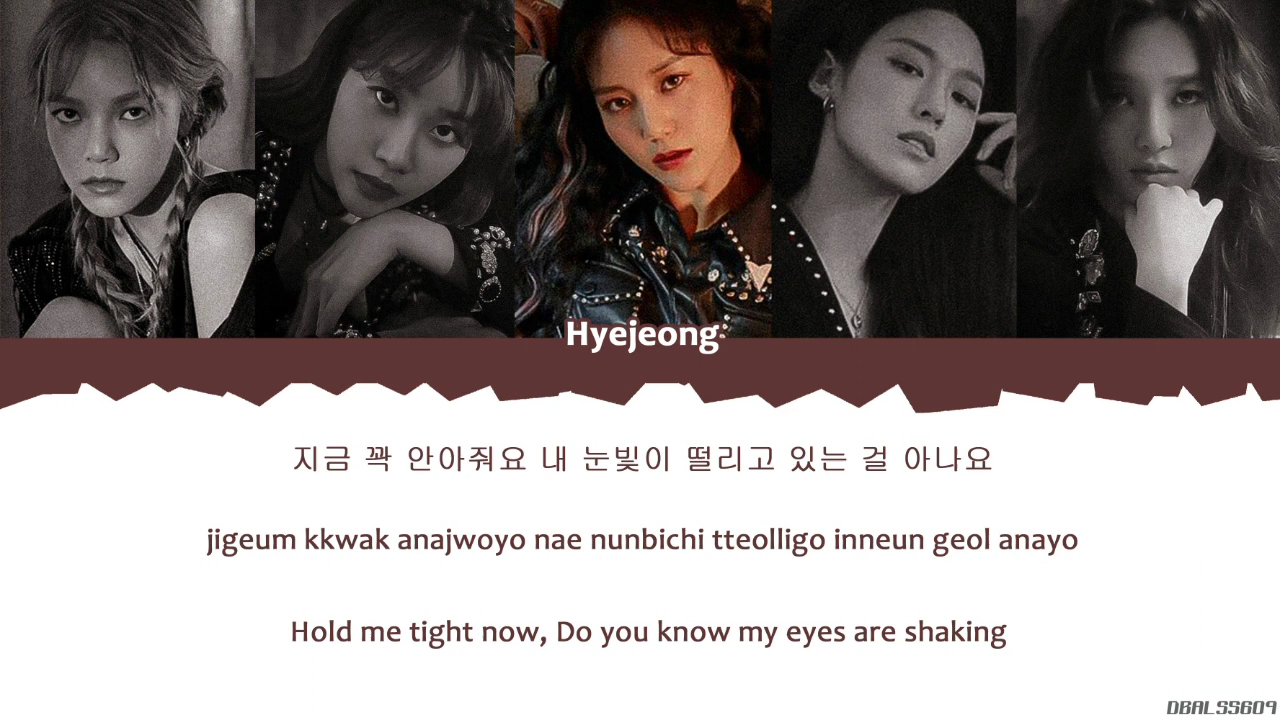 Hyejeong
지금 꽉 안아줘요 내 눈빛이 떨리고 있는 걸 아나요
jigeum kkwak anajwoyo nae nunbichi tteolligo inneun geol anayo
Hold me tight now, Do you know my eyes are shaking
DBALSS609